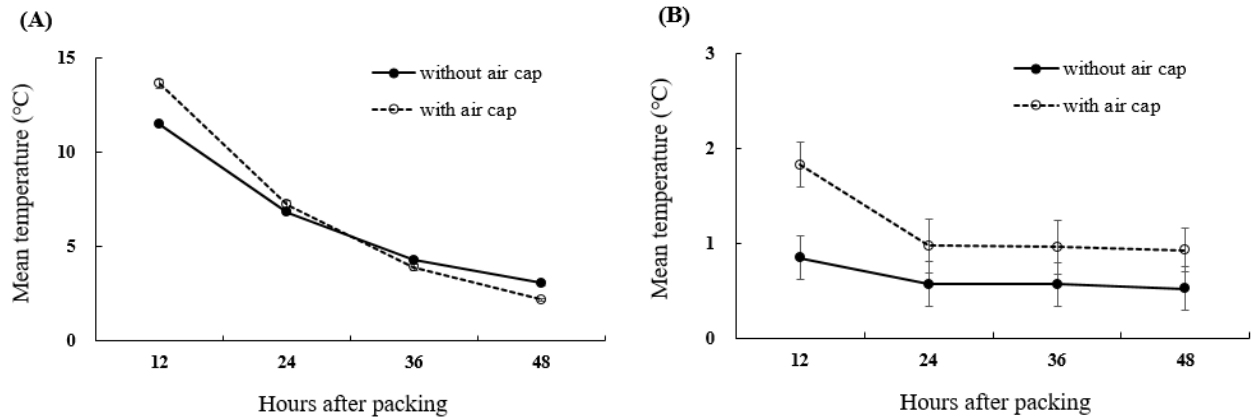 (A)
15
10
5
0
Mean temperature (°C)
without air cap
with air cap
12 24 36 48
Hours after packing
(B)
3
2
1
0
Mean temperature (°C)
without air cap
with air cap
12 24 36 48
Hours after packing